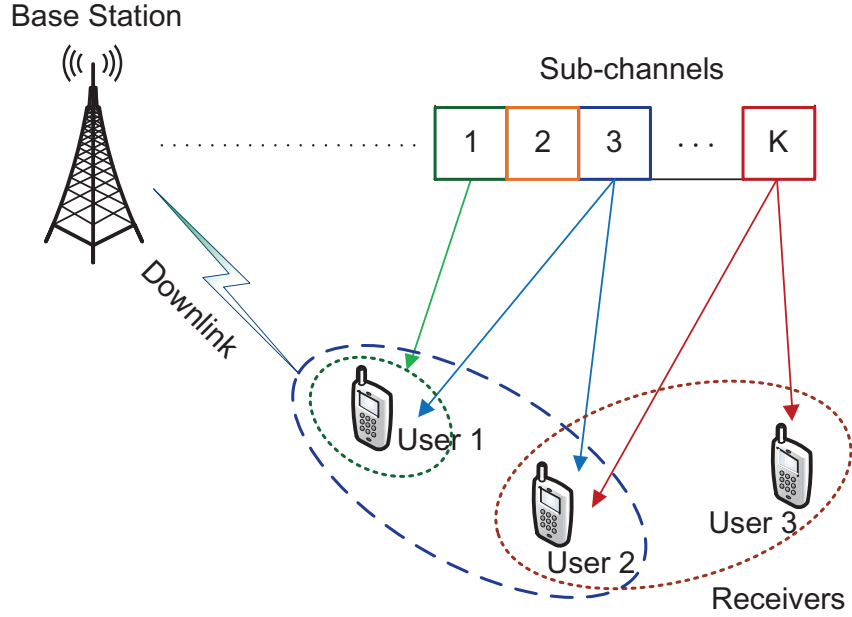 Base Station
Sub-channels
1 2 3 . . . K
Downlink
User 1
User 3
User 2
Receivers